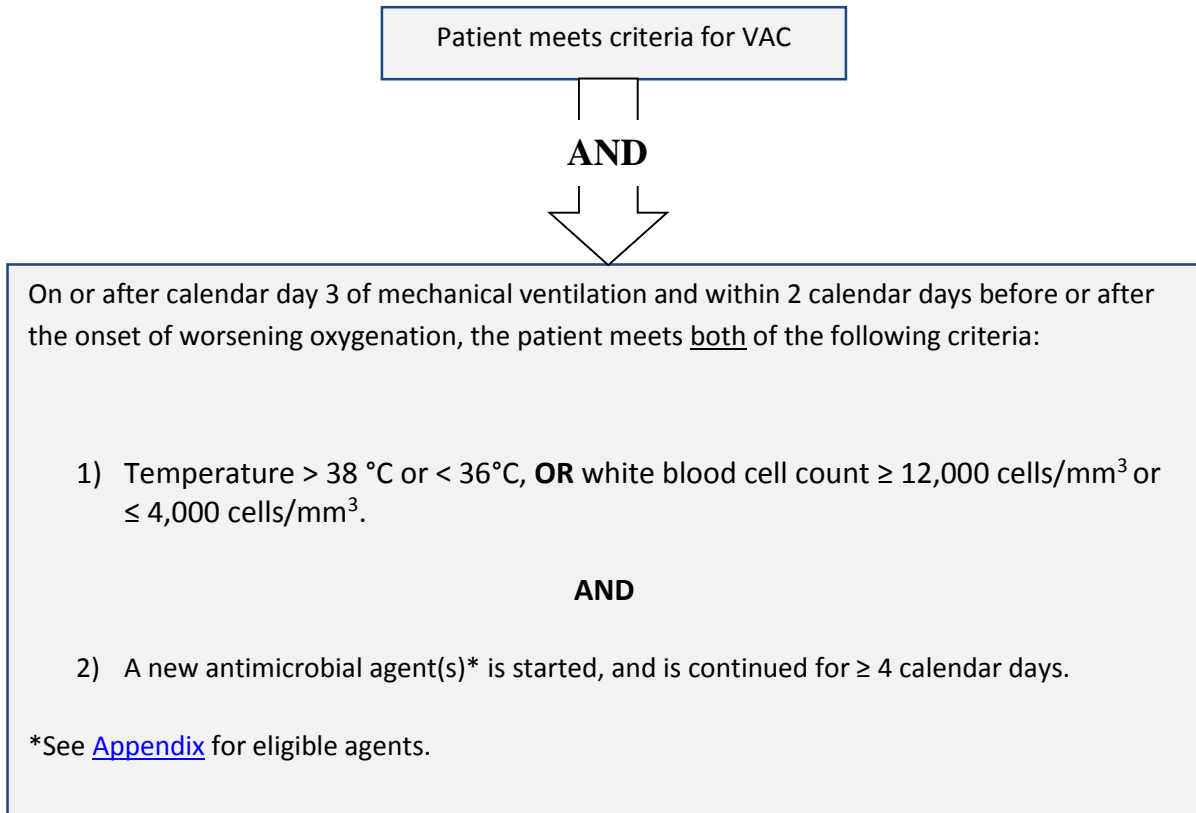 Patient meets criteria for VAC
AND
On or after calendar day 3 of mechanical ventilation and within 2 calendar days before or after
the onset of worsening oxygenation, the patient meets both of the following criteria:
1) Temperature > 38 °C or < 36°C, OR white blood cell count ≥ 12,000 cells/mm³ or
≤ 4,000 cells/mm³.
AND
2) A new antimicrobial agent(s)* is started, and is continued for ≥ 4 calendar days.
*See Appendix for eligible agents.